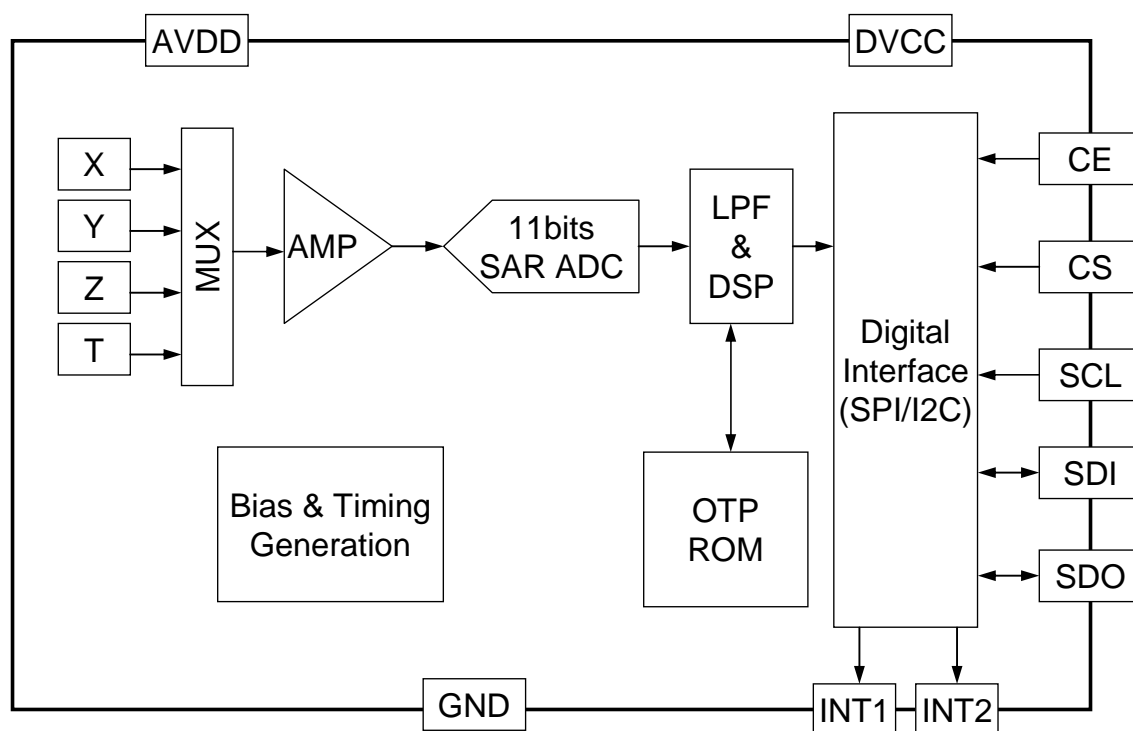 AVDD
DVCC
X
Y
Z
T
MUX
AMP
11bits
SAR ADC
LPF
&
DSP
Digital
Interface
(SPI/I2C)
CE
CS
SCL
SDI
SDO
Bias & Timing
Generation
OTP
ROM
GND
INT1
INT2